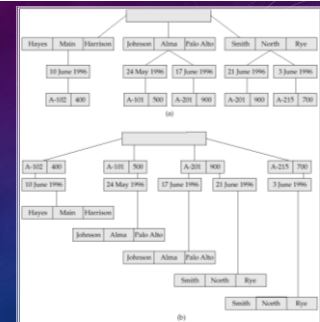 Hayes Main Harrison Johnson Alma Palo Alto Smith North Rye
10 June 1996 24 May 1996 17 June 1996 21 June 1996 3 June 1996
A-102 400 A-101 500 A-201 900 A-201 900 A-215 700
(a)
A-102 400 A-101 500 A-201 900 A-215 700
10 June 1996 24 May 1996 17 June 1996 21 June 1996 3 June 1996
Hayes Main Harrison
Johnson Alma Palo Alto
Johnson Alma Palo Alto
Smith North Rye
Smith North Rye
(b)